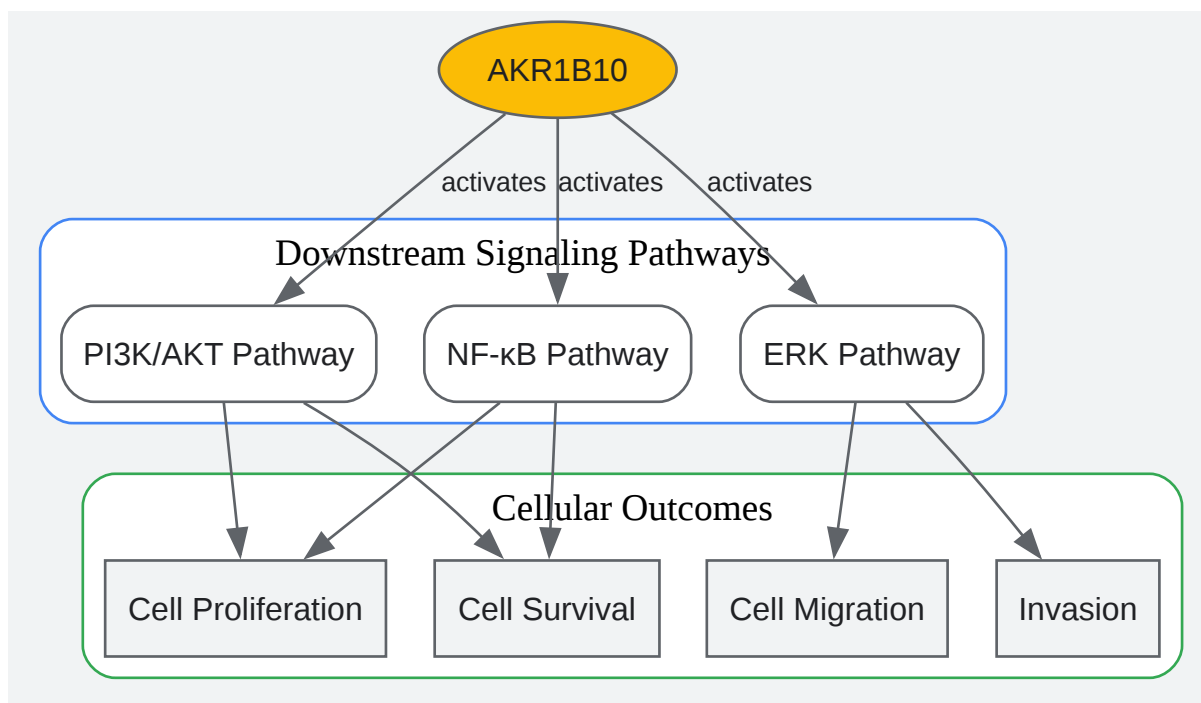 AKR1B10
activates activates activates
Downstream Signaling Pathways
PI3K/AKT Pathway NF-κB Pathway ERK Pathway
Cellular Outcomes
Cell Proliferation Cell Survival Cell Migration Invasion